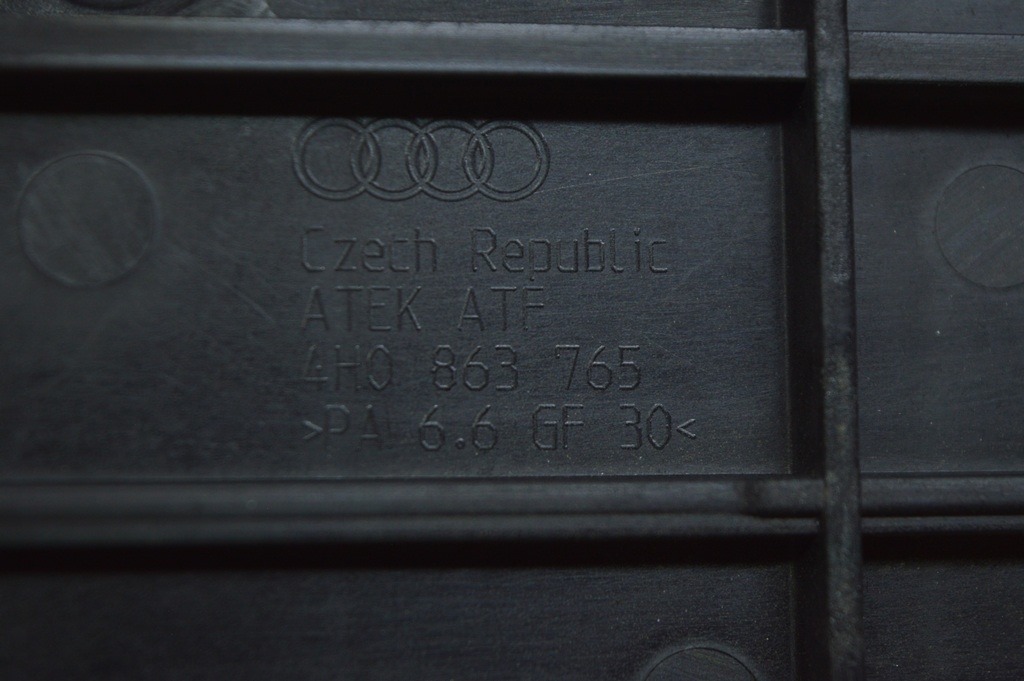 Czech Republic
ATEK ATF
4H0 863 765
>PA 6.6 GF 30<